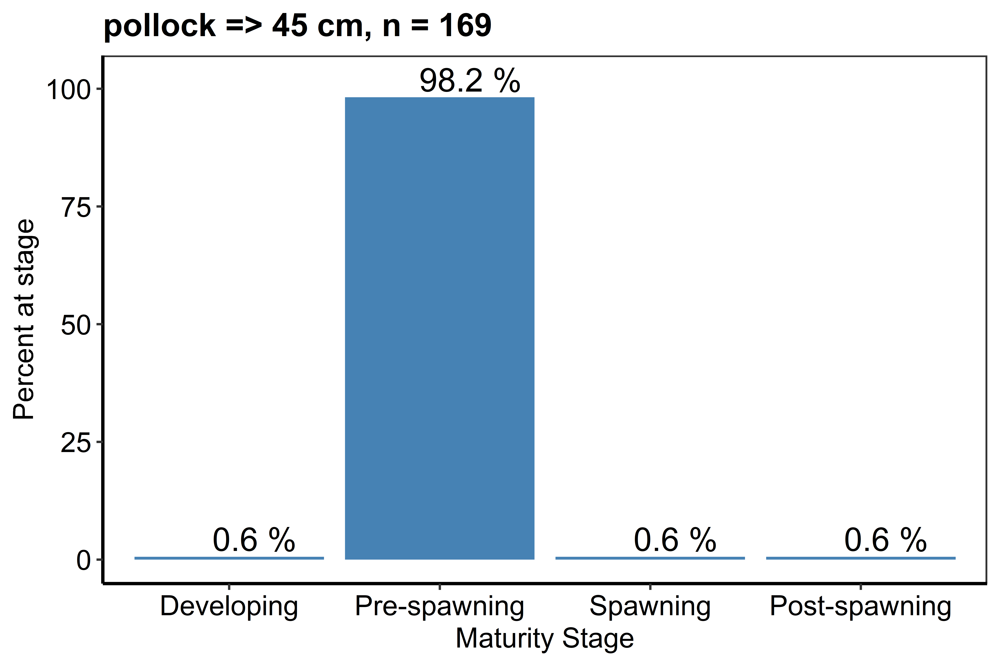 pollock => 45 cm, n = 169
Percent at stage
100
75
50
25
0
98.2 %
0.6 %
0.6 %
0.6 %
Developing
Pre-spawning
Spawning
Post-spawning
Maturity Stage